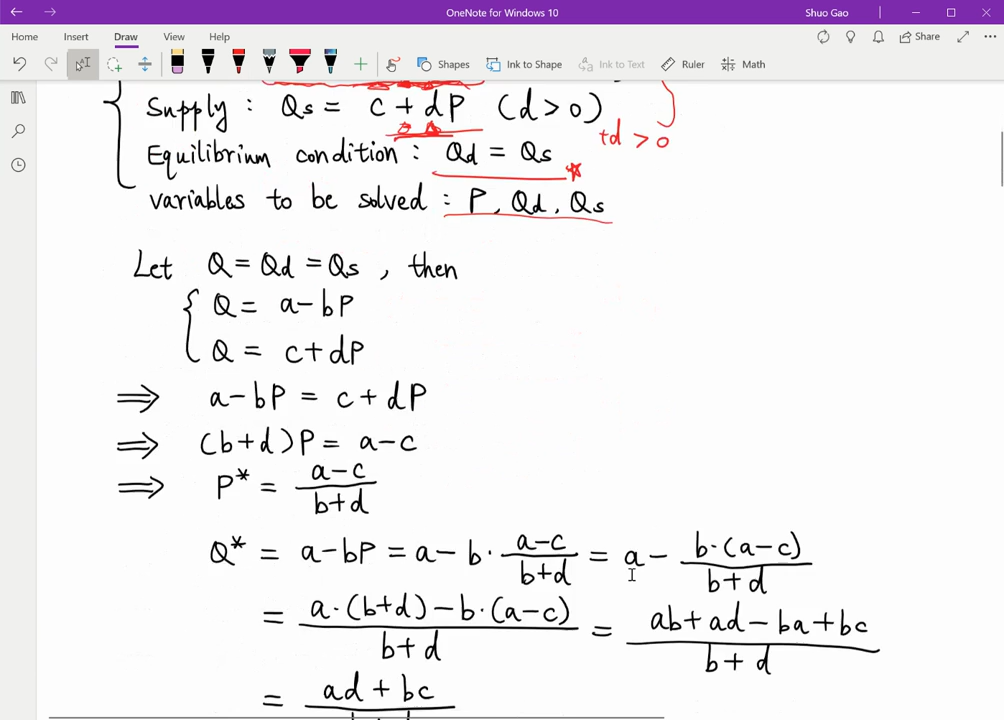 OneNote for Windows 10
Shuo Gao
Home Insert Draw View Help
Share
Shapes Ink to Shape Ink to Text Ruler Math
Supply : Qs = c + dP (d>0)
+d > 0
Equilibrium condition : Qd = Qs
variables to be solved : P, Qd, Qs
Let Q = Qd = Qs , then
Q = a-bP
Q = c+dP
⟹ a-bP = c+dP
⟹ (b+d)P = a-c
⟹ P* = (a-c)/(b+d)
Q* = a-bP = a-b·(a-c)/(b+d) = a - b·(a-c)/(b+d)
= (a·(b+d)-b·(a-c))/(b+d) = (ab+ad-ba+bc)/(b+d)
= ad+bc